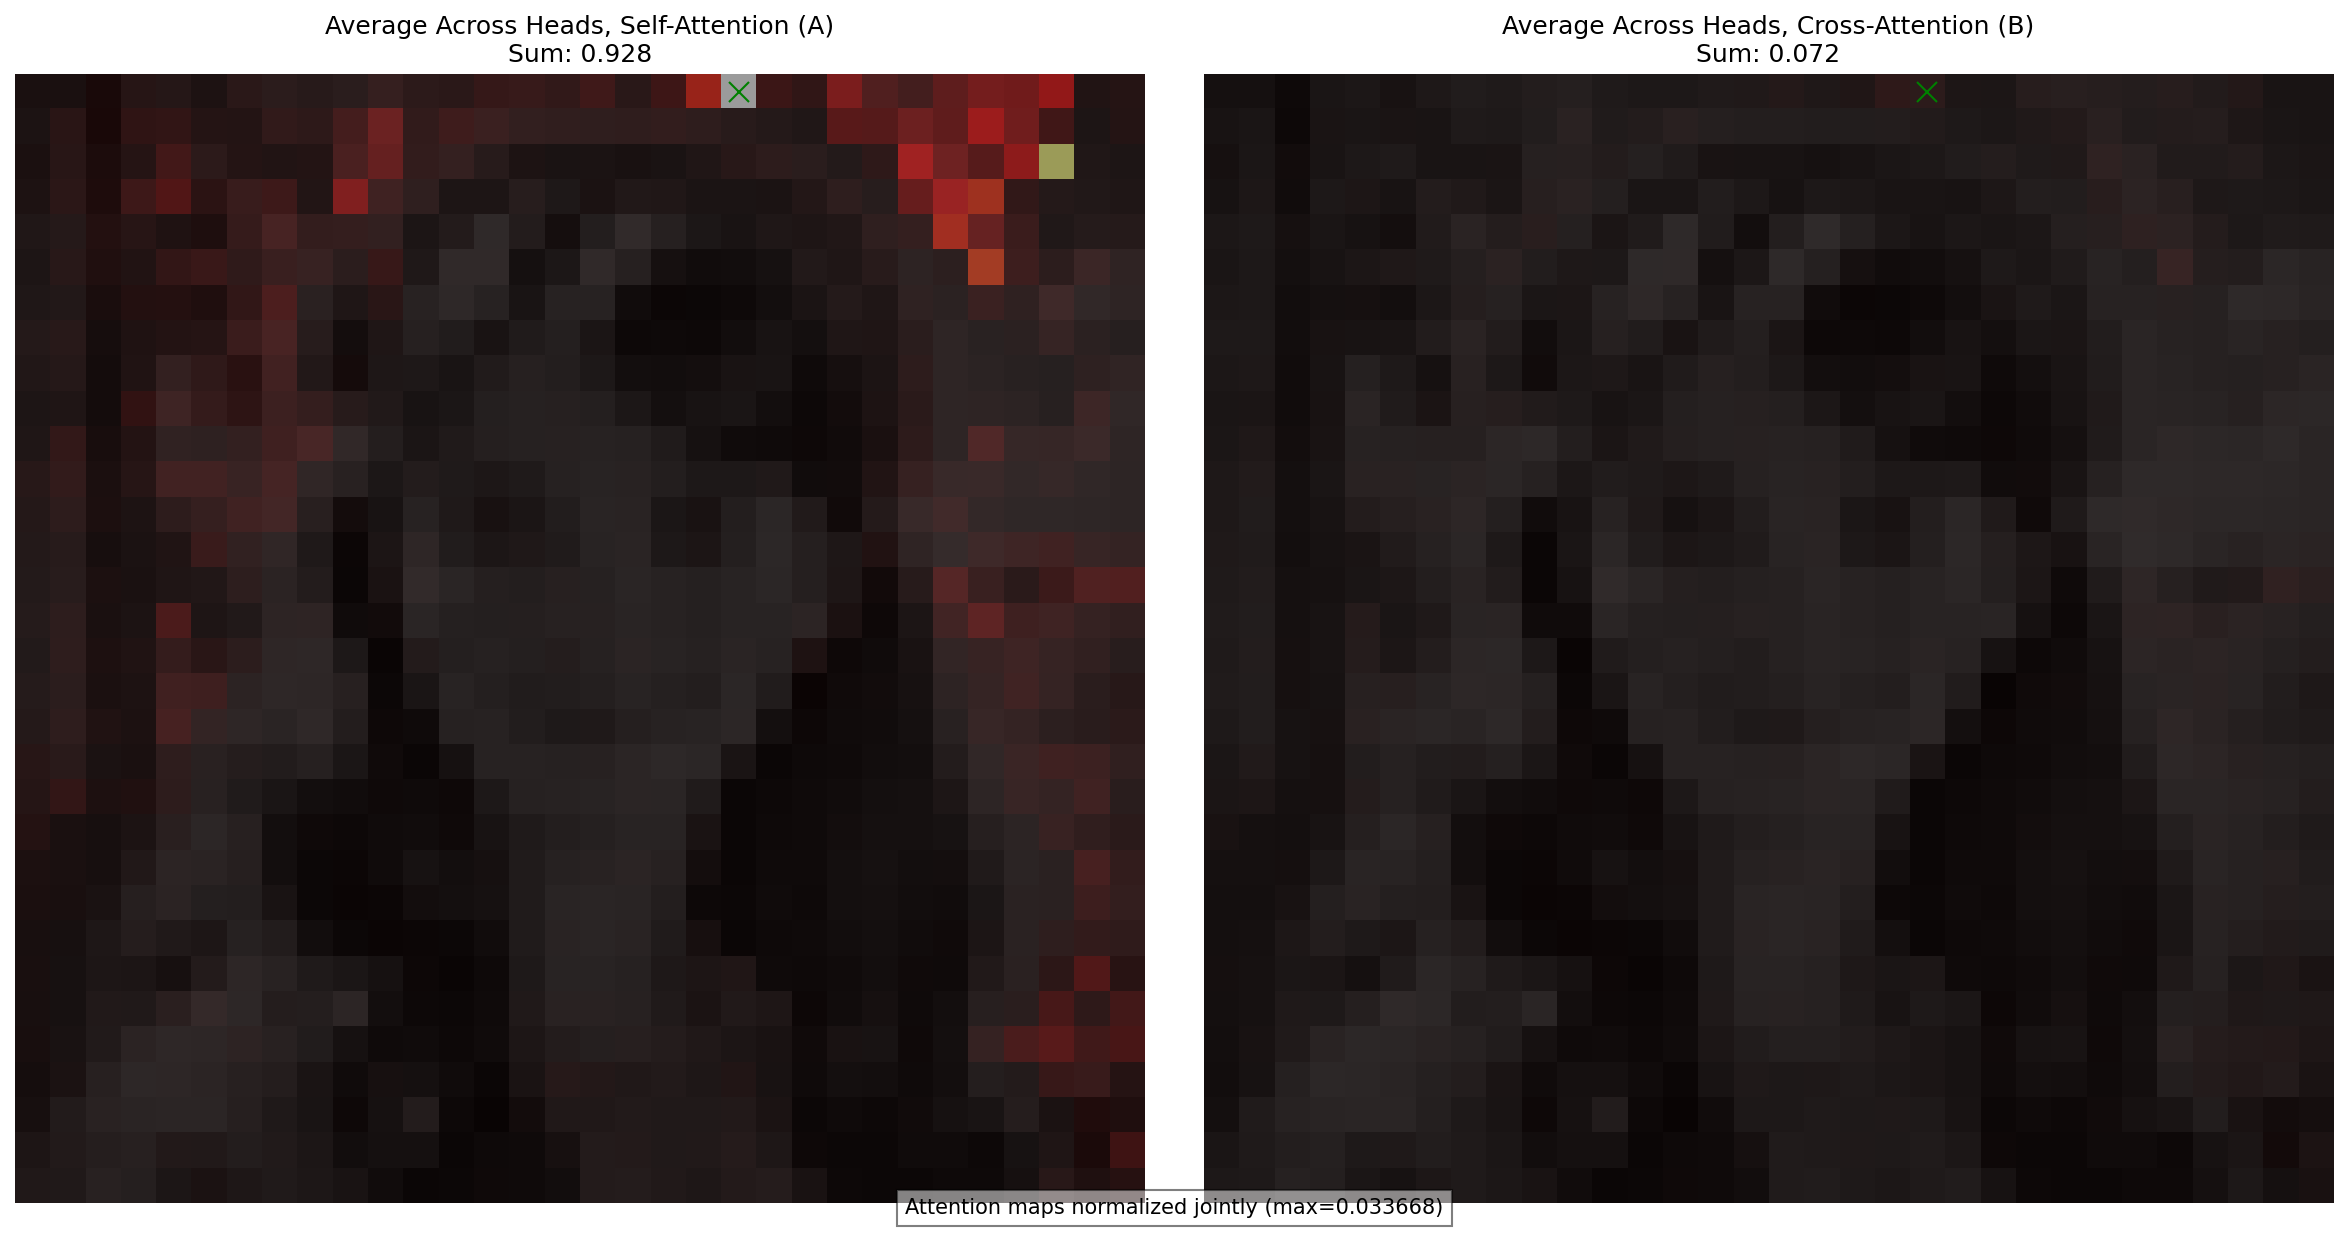 Average Across Heads, Self-Attention (A)
Sum: 0.928
Average Across Heads, Cross-Attention (B)
Sum: 0.072
Attention maps normalized jointly (max=0.033668)